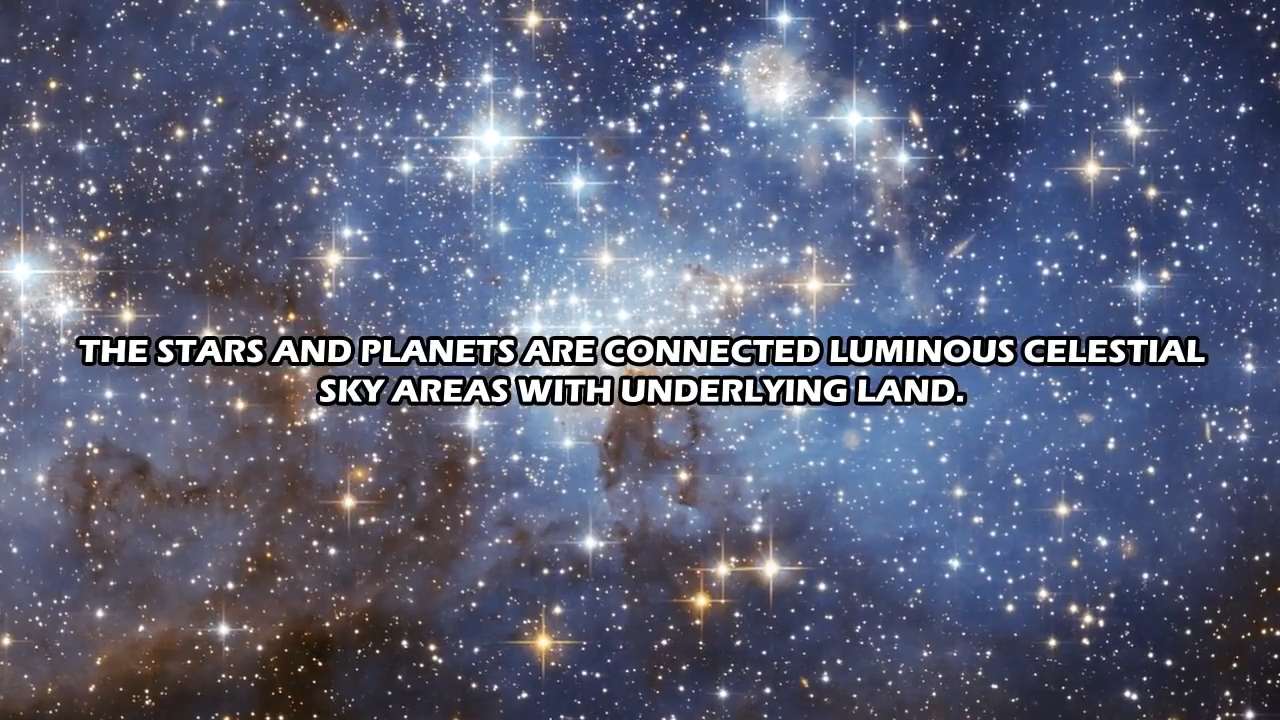 THE STARS AND PLANETS ARE CONNECTED LUMINOUS CELESTIAL
SKY AREAS WITH UNDERLYING LAND.